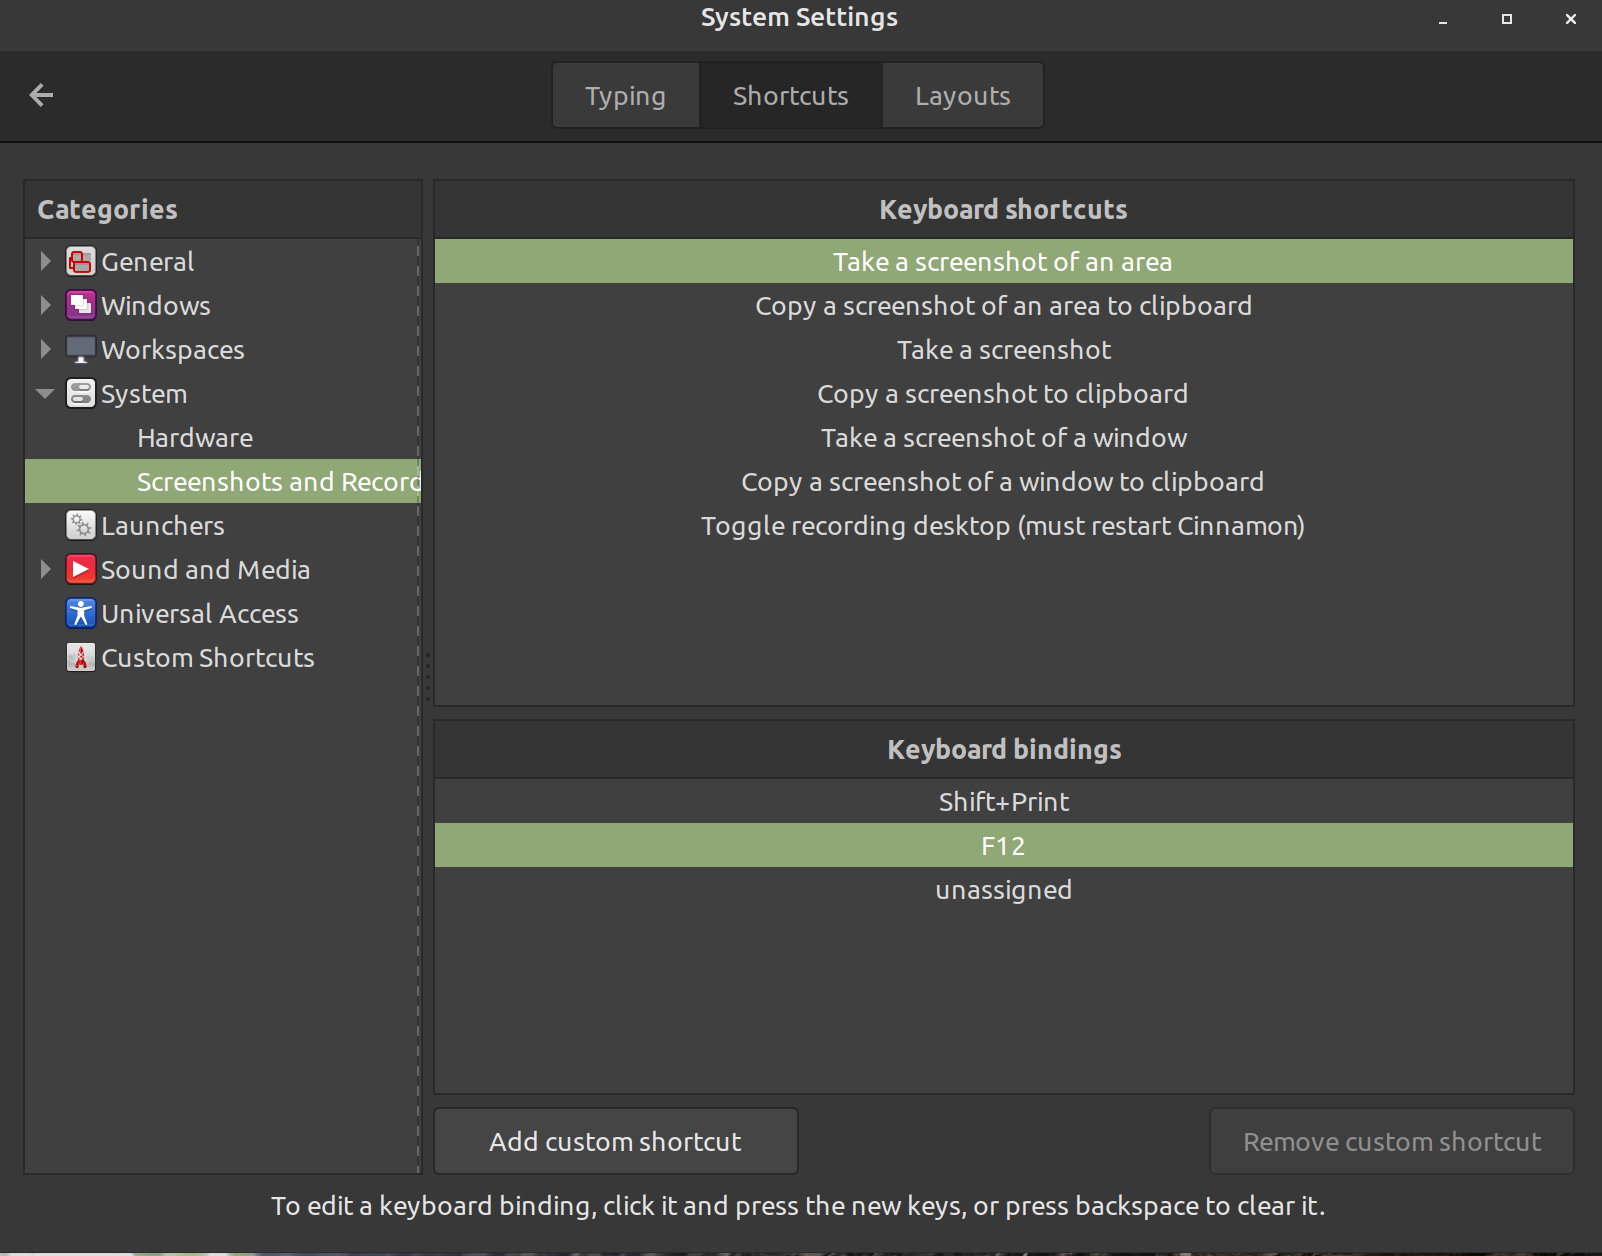 System Settings
Typing
Shortcuts
Layouts
Categories
General
Windows
Workspaces
System
Hardware
Screenshots and Record
Launchers
Sound and Media
Universal Access
Custom Shortcuts
Keyboard shortcuts
Take a screenshot of an area
Copy a screenshot of an area to clipboard
Take a screenshot
Copy a screenshot to clipboard
Take a screenshot of a window
Copy a screenshot of a window to clipboard
Toggle recording desktop (must restart Cinnamon)
Keyboard bindings
Shift+Print
F12
unassigned
Add custom shortcut
Remove custom shortcut
To edit a keyboard binding, click it and press the new keys, or press backspace to clear it.